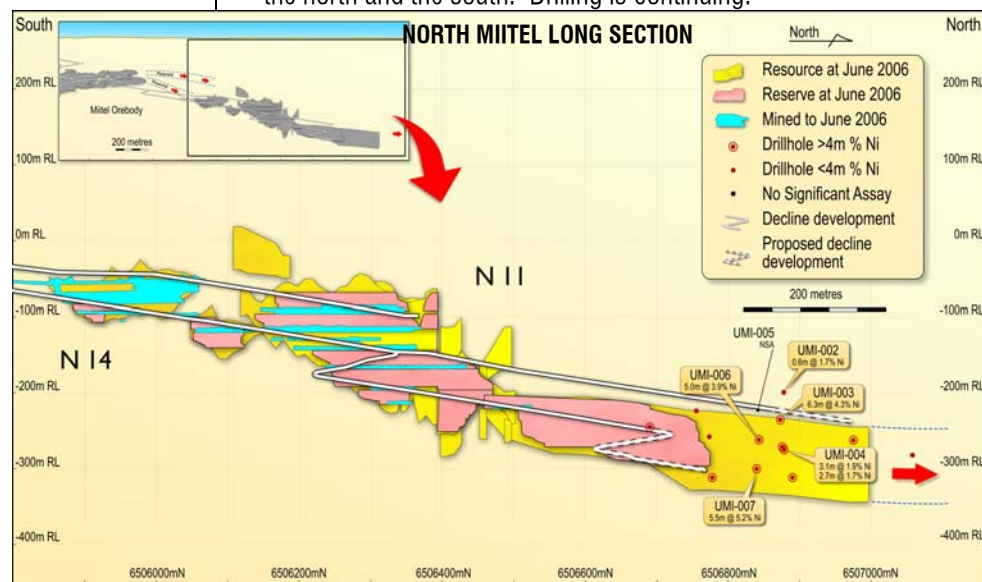 the north and the south. Drilling is continuing.
South
NORTH MIITEL LONG SECTION
North
North
200m RL
100m RL
0m RL
-100m RL
-200m RL
-300m RL
-400m RL
Potential
Potential
Miitel Orebody
200 metres
Resource at June 2006
Reserve at June 2006
Mined to June 2006
Drillhole >4m % Ni
Drillhole <4m % Ni
No Significant Assay
Decline development
Proposed decline
development
200 metres
200m RL
100m RL
0m RL
-100m RL
-200m RL
-300m RL
-400m RL
N 11
N 14
UMI-005
NSA
UMI-002
0.6m @ 1.7% Ni
UMI-006
5.0m @ 3.9% Ni
UMI-003
6.3m @ 4.3% Ni
UMI-004
3.1m @ 1.9% Ni
2.7m @ 1.7% Ni
UMI-007
5.5m @ 5.2% Ni
6506000mN
6506200mN
6506400mN
6506600mN
6506800mN
6507000mN